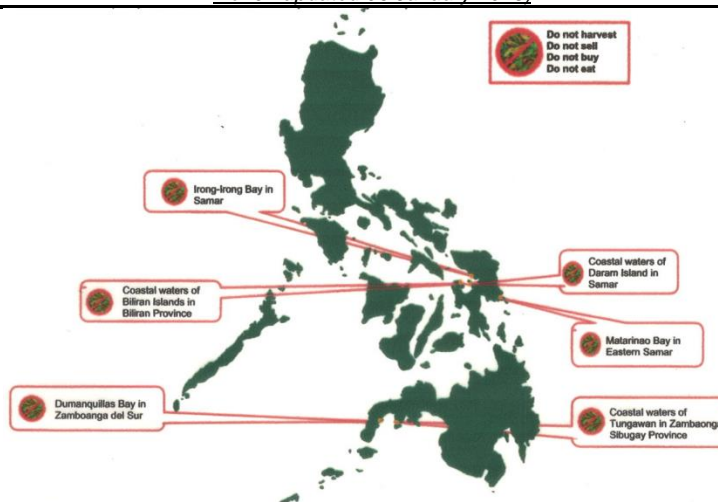 Do not harvest
Do not sell
Do not buy
Do not eat
Irong-Irong Bay in
Samar
Coastal waters of
Daram Island in
Samar
Coastal waters of
Biliran Islands in
Biliran Province
Matarinao Bay in
Eastern Samar
Dumanquillas Bay in
Zamboanga del Sur
Coastal waters of
Tungawan in Zambaonga
Sibugay Province